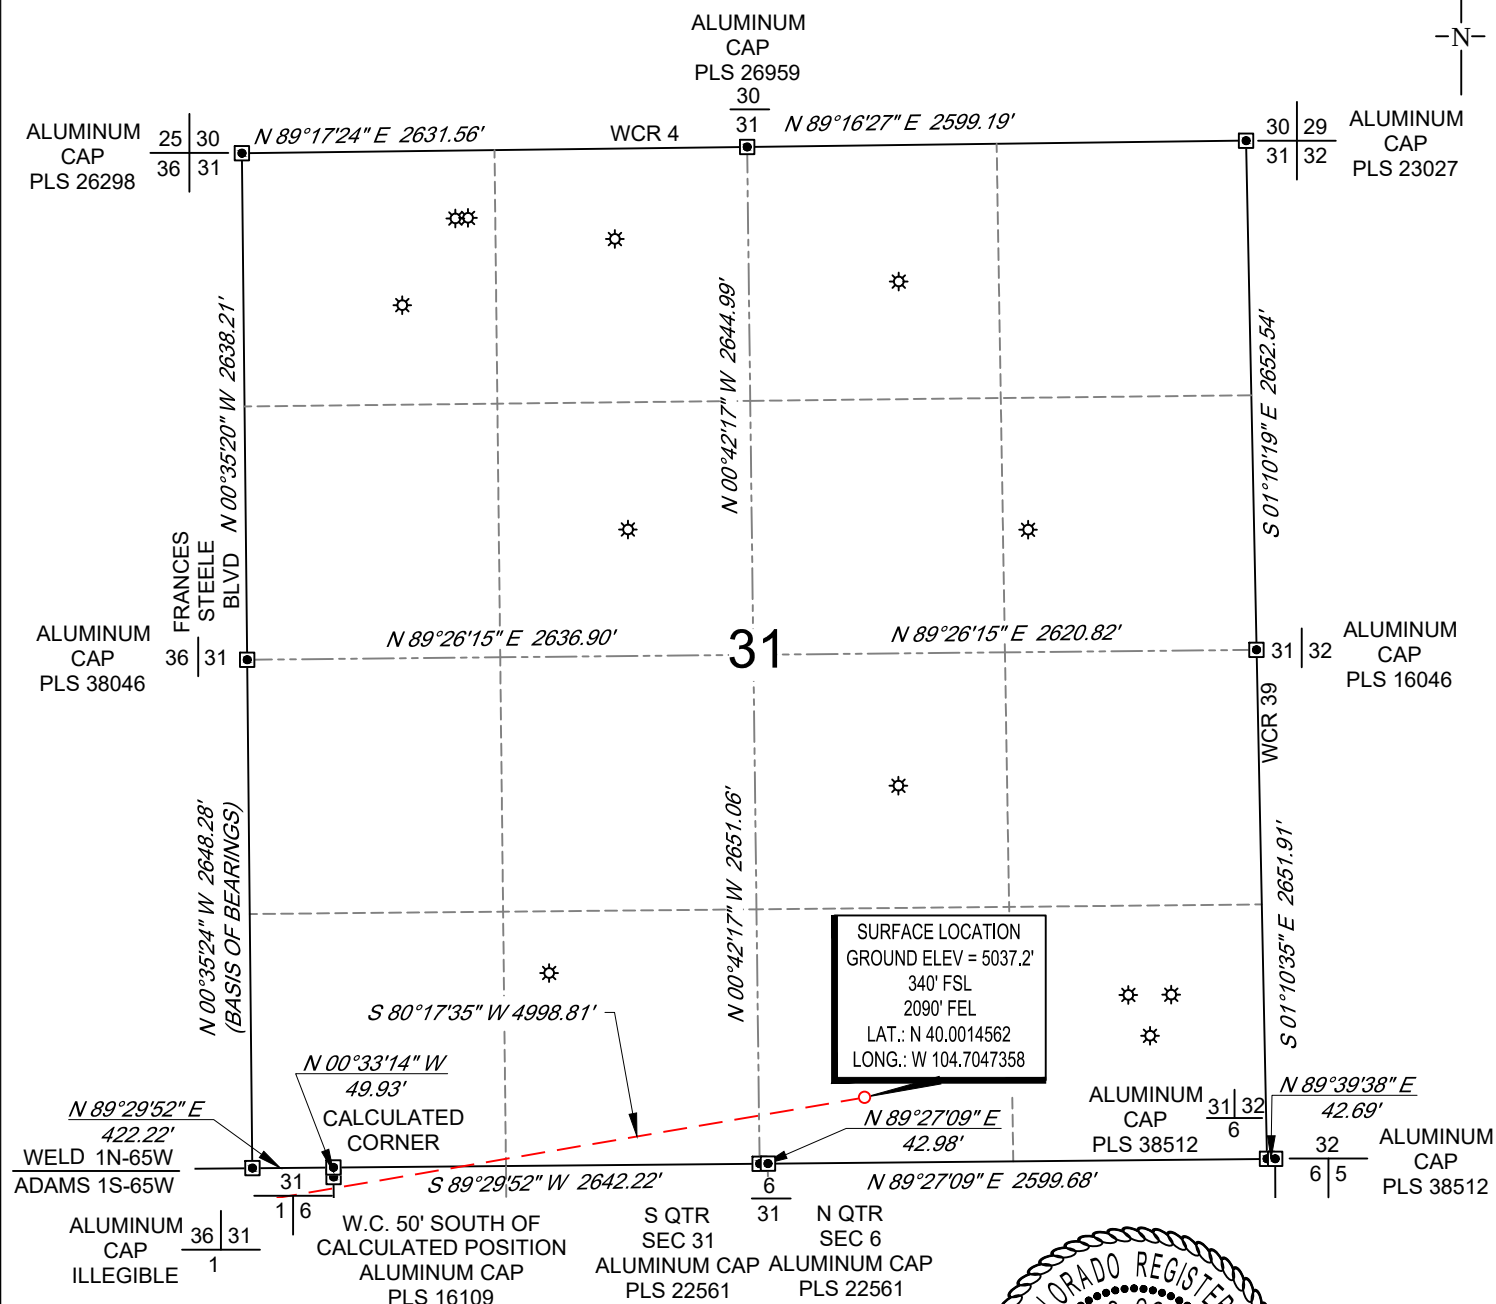 ALUMINUM
CAP
PLS 26959
30
31
-N-
ALUMINUM
CAP
PLS 26298
25 30
36 31
N 89°17'24" E 2631.56'
WCR 4
N 89°16'27" E 2599.19'
30 29
31 32
ALUMINUM
CAP
PLS 23027
N 00°35'20" W 2638.21'
N 00°42'17" W 2644.99'
S 01°10'19" E 2652.54'
FRANCES
STEELE
BLVD
ALUMINUM
CAP
PLS 38046
36 31
N 89°26'15" E 2636.90'
31
N 89°26'15" E 2620.82'
31 32
ALUMINUM
CAP
PLS 16046
WCR 39
N 00°35'24" W 2648.28'
(BASIS OF BEARINGS)
N 00°42'17" W 2651.06'
S 01°10'35" E 2651.91'
SURFACE LOCATION
GROUND ELEV = 5037.2'
340' FSL
2090' FEL
LAT.: N 40.0014562
LONG.: W 104.7047358
S 80°17'35" W 4998.81'
N 00°33'14" W
49.93'
CALCULATED
CORNER
N 89°29'52" E
422.22'
WELD 1N-65W
ADAMS 1S-65W
N 89°27'09" E
42.98'
ALUMINUM
CAP
PLS 38512
31 32
6
N 89°39'38" E
42.69'
32
6 5
ALUMINUM
CAP
PLS 38512
31
1 6
S 89°29'52" W 2642.22'
6
31
N 89°27'09" E 2599.68'
ALUMINUM
CAP
ILLEGIBLE
36 31
1
W.C. 50' SOUTH OF
CALCULATED POSITION
ALUMINUM CAP
PLS 16109
S QTR
SEC 31
ALUMINUM CAP
PLS 22561
N QTR
SEC 6
ALUMINUM CAP
PLS 22561